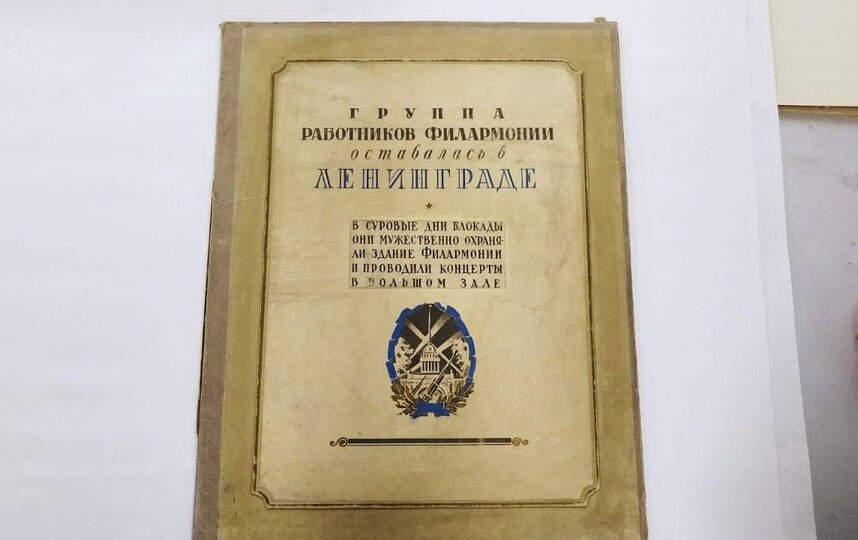 ГРУППА
РАБОТНИКОВ ФИЛАРМОНИИ
оставалась в
ЛЕНИНГРАДЕ
В СУРОВЫЕ ДНИ БЛОКАДЫ
ОНИ МУЖЕСТВЕННО ОХРАНЯ-
ЛИ ЗДАНИЕ ФИЛАРМОНИИ
И ПРОВОДИЛИ КОНЦЕРТЫ
В БОЛЬШОМ ЗАЛЕ